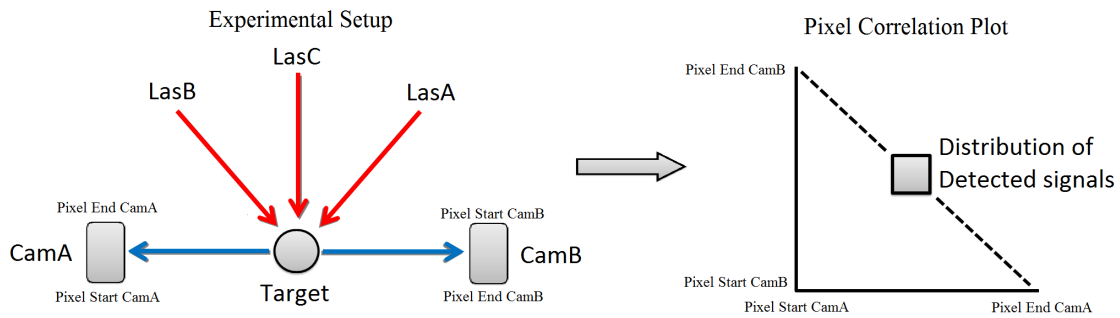 Experimental Setup
LasC
LasB
LasA
Pixel End CamA
Pixel Start CamB
CamA
CamB
Pixel Start CamA
Target
Pixel End CamB
Pixel Correlation Plot
Pixel End CamB
Distribution of
Detected signals
Pixel Start CamB
Pixel Start CamA
Pixel End CamA